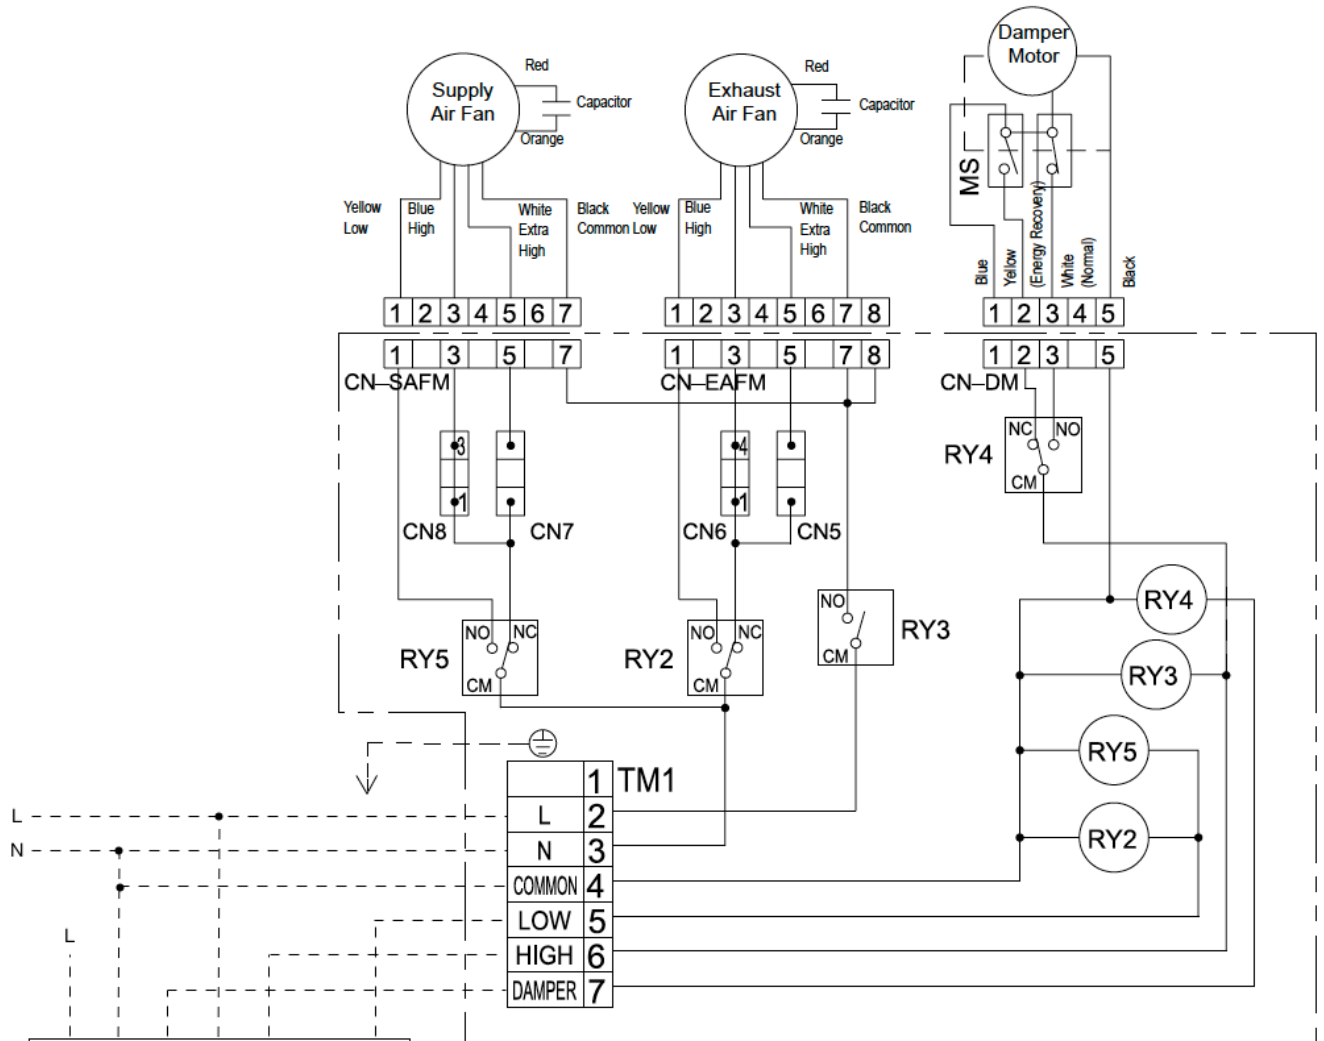 Damper
Motor
Supply
Air Fan
Red
Capacitor
Orange
Exhaust
Air Fan
Red
Capacitor
Orange
MS
Yellow
Low
Blue
High
White
Extra
High
Black
Common
Yellow
Low
Blue
High
White
Extra
High
Black
Common
Blue
Yellow
(Energy Recovery)
White
(Normal)
Black
1 2 3 4 5 6 7
1 2 3 4 5 6 7 8
1 2 3 4 5
1 3 5 7
1 3 5 7 8
1 2 3 5
CN–SAFM
CN–EAFM
CN–DM
NC NO
RY4
CM
3
4
1
1
CN8
CN7
CN6
CN5
NO
RY3
CM
RY4
NO NC
RY5
CM
NO NC
RY2
CM
RY3
RY5
RY2
1 TM1
L
L 2
N
N 3
COMMON 4
LOW 5
L
HIGH 6
DAMPER 7